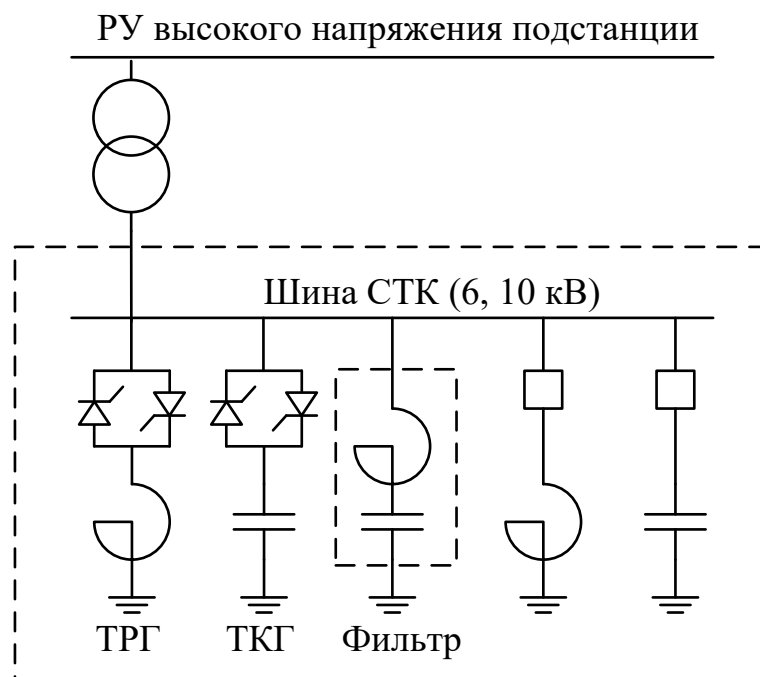 РУ высокого напряжения подстанции
Шина СТК (6, 10 кВ)
ТРГ ТКГ Фильтр